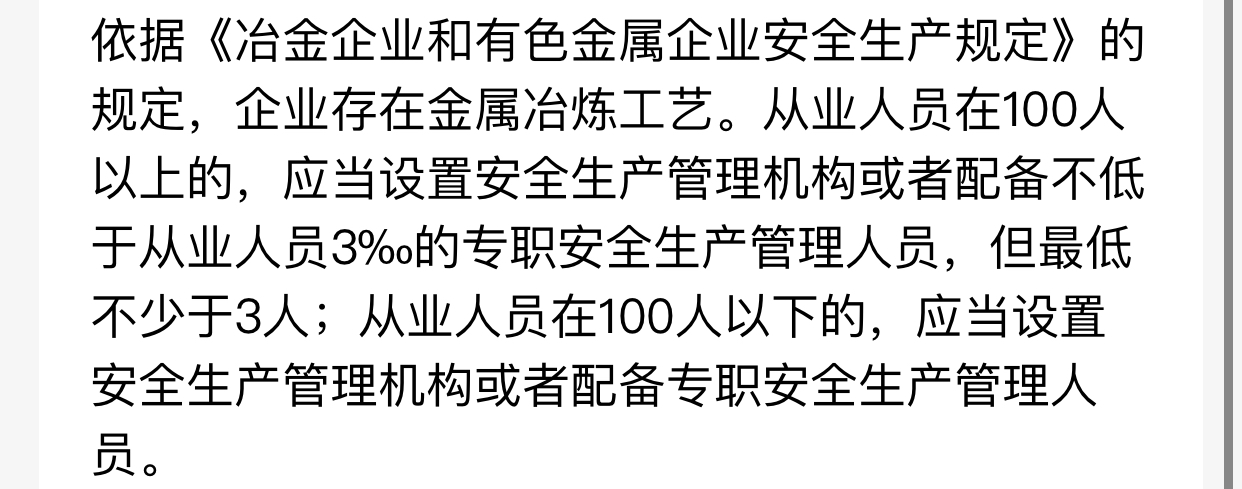 依据《冶金企业和有色金属企业安全生产规定》的
规定，企业存在金属冶炼工艺。从业人员在100人
以上的，应当设置安全生产管理机构或者配备不低
于从业人员3‰的专职安全生产管理人员，但最低
不少于3人；从业人员在100人以下的，应当设置
安全生产管理机构或者配备专职安全生产管理人
员。